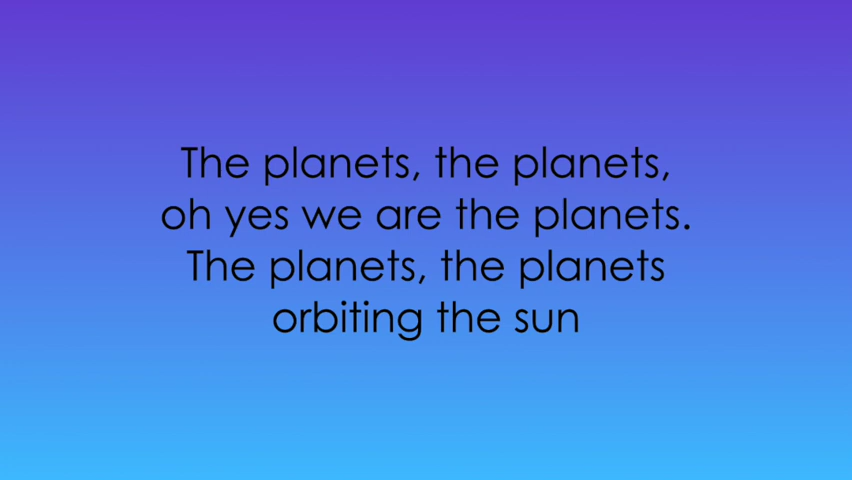 The planets, the planets,
oh yes we are the planets.
The planets, the planets
orbiting the sun